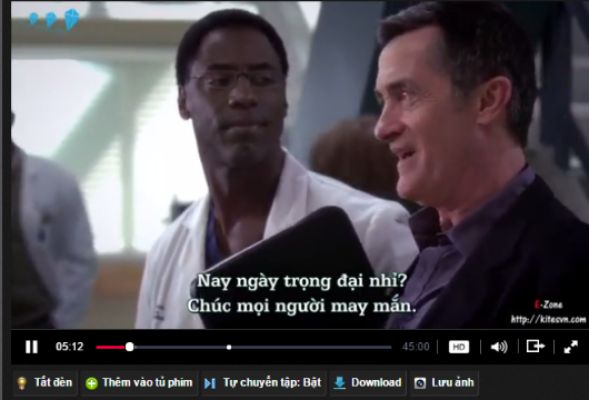 Nay ngày trọng đại nhỉ?
Chúc mọi người may mắn.
E-Zone
http://kitesvn.com
05:12
45:00
HD
Tắt đèn
Thêm vào tủ phim
Tự chuyển tập: Bật
Download
Lưu ảnh